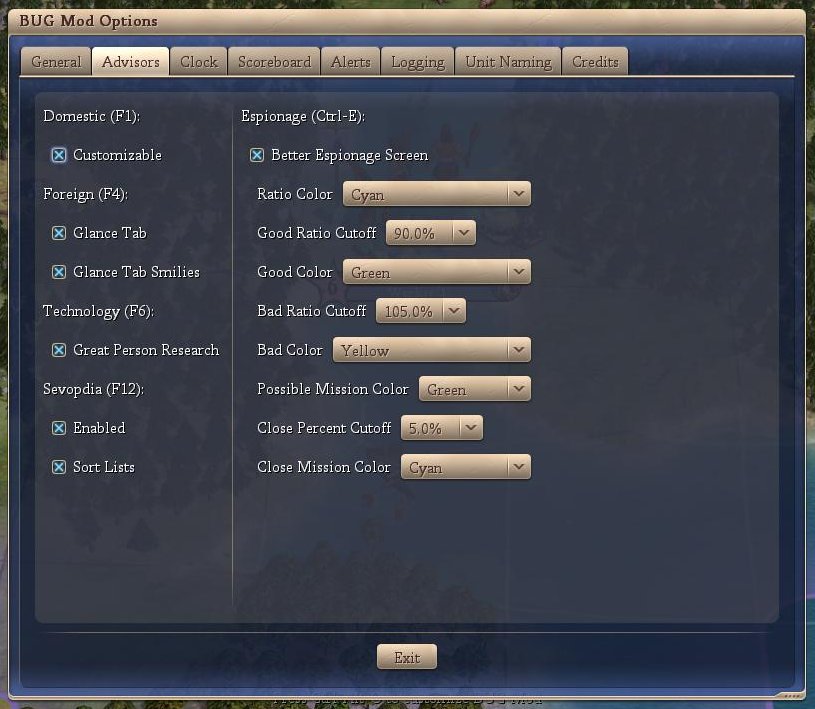 BUG Mod Options
General Advisors Clock Scoreboard Alerts Logging Unit Naming Credits
Domestic (F1):
Customizable
Foreign (F4):
Glance Tab
Glance Tab Smilies
Technology (F6):
Great Person Research
Sevopdia (F12):
Enabled
Sort Lists
Espionage (Ctrl-E):
Better Espionage Screen
Ratio Color Cyan
Good Ratio Cutoff 90.0%
Good Color Green
Bad Ratio Cutoff 105.0%
Bad Color Yellow
Possible Mission Color Green
Close Percent Cutoff 5.0%
Close Mission Color Cyan
Exit